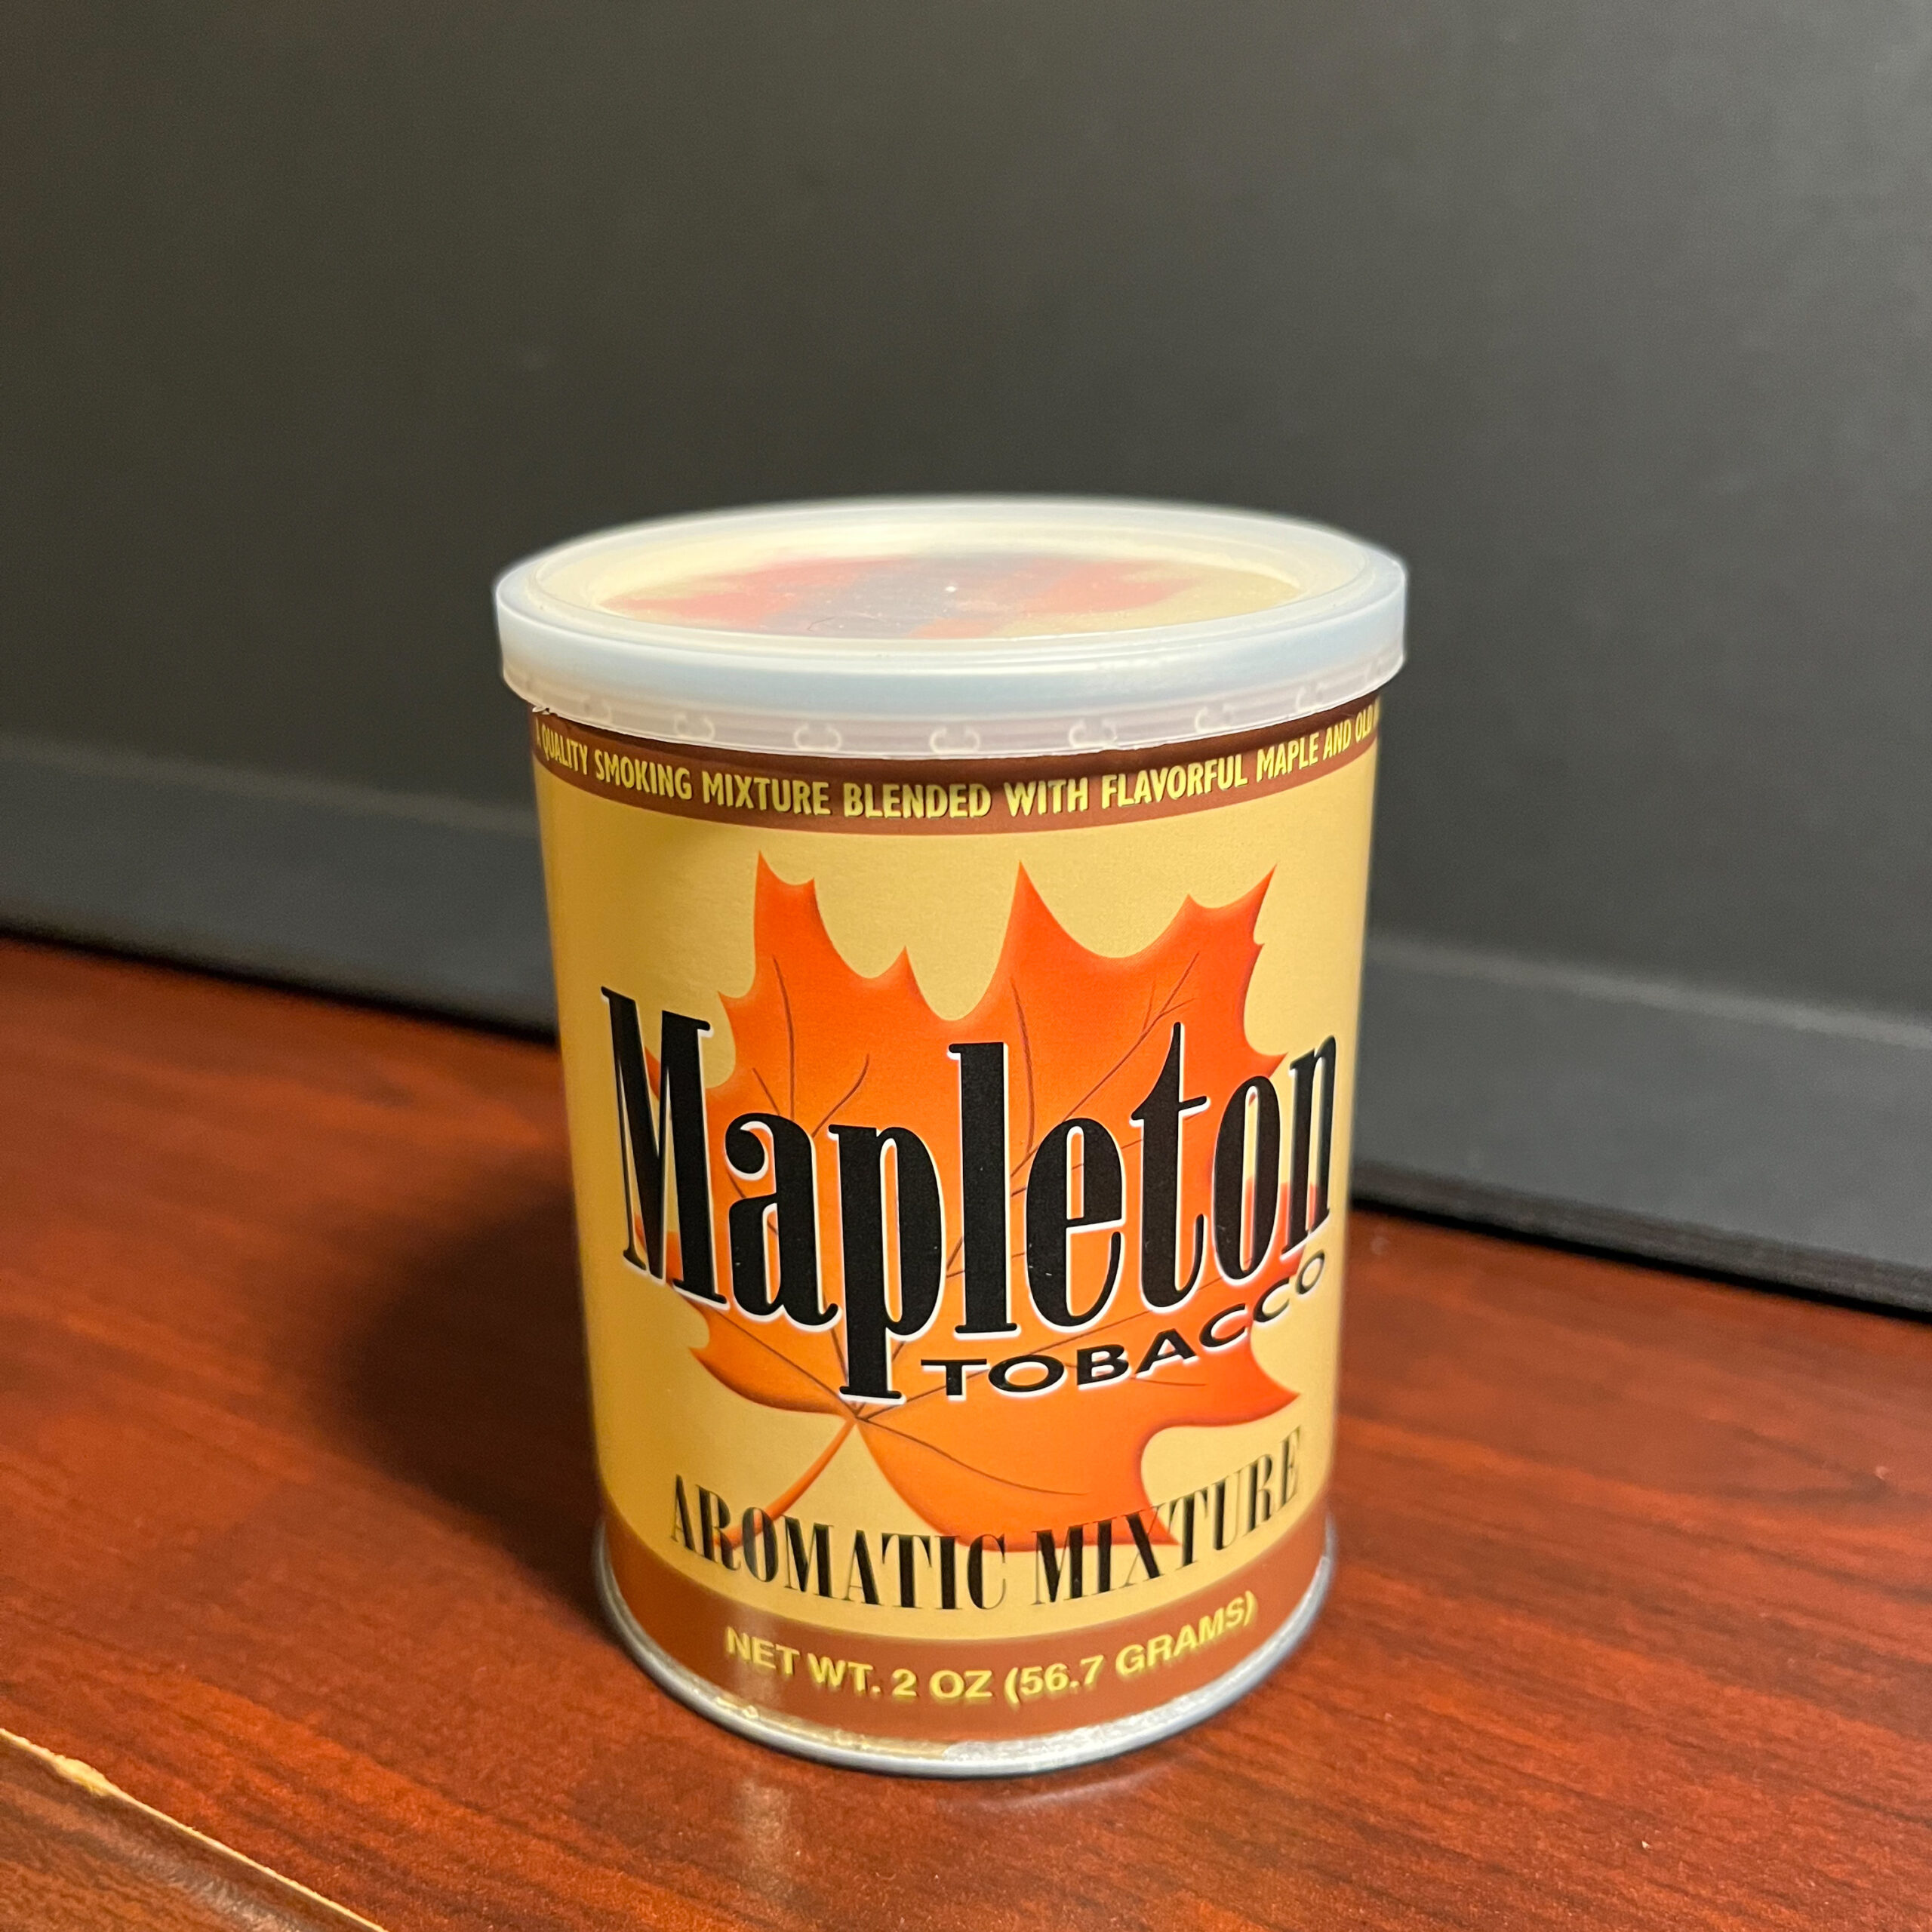 QUALITY SMOKING MIXTURE BLENDED WITH FLAVORFUL MAPLE AND OLD
Mapleton
TOBACCO
AROMATIC MIXTURE
NET WT. 2 OZ (56.7 GRAMS)